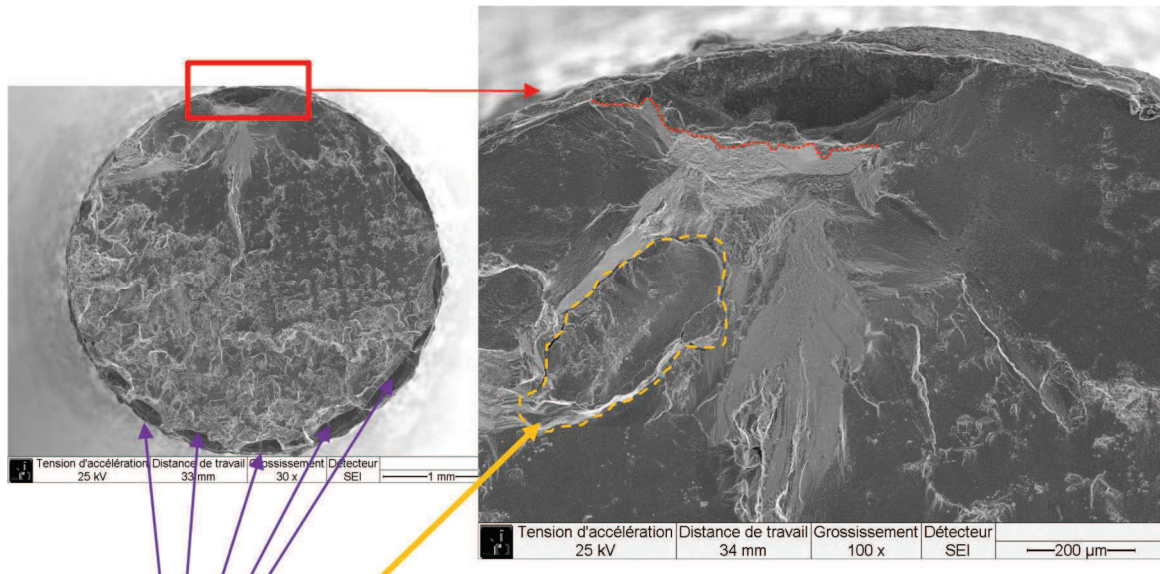 Tension d'accélération Distance de travail Grossissement Détecteur
25 kV 33 mm 30 x SEI 1 mm
Tension d'accélération Distance de travail Grossissement Détecteur
25 kV 34 mm 100 x SEI 200 µm